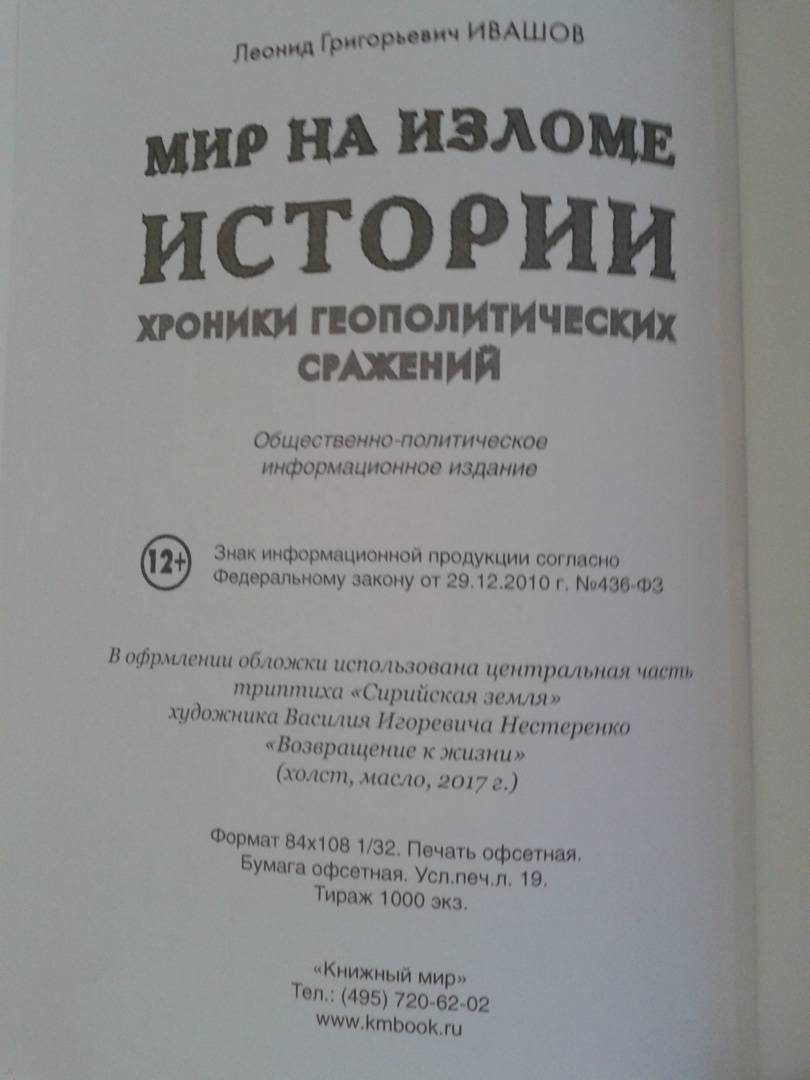 Леонид Григорьевич ИВАШОВ
МИР НА ИЗЛОМЕ
ИСТОРИИ
ХРОНИКИ ГЕОПОЛИТИЧЕСКИХ
СРАЖЕНИЙ
Общественно-политическое
информационное издание
12+
Знак информационной продукции согласно
Федеральному закону от 29.12.2010 г. №436-ФЗ
В офрмлении обложки использована центральная часть
триптиха «Сирийская земля»
художника Василия Игоревича Нестеренко
«Возвращение к жизни»
(холст, масло, 2017 г.)
Формат 84х108 1/32. Печать офсетная.
Бумага офсетная. Усл.печ.л. 19.
Тираж 1000 экз.
«Книжный мир»
Тел.: (495) 720-62-02
www.kmbook.ru